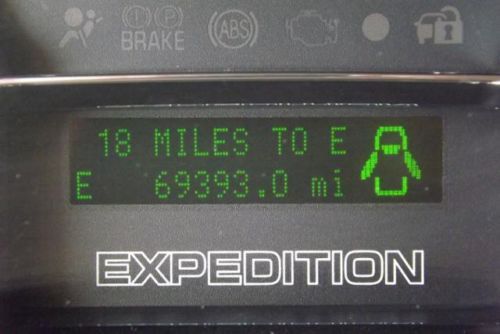 BRAKE
ABS
18 MILES TO E
E 69393.0 mi
EXPEDITION